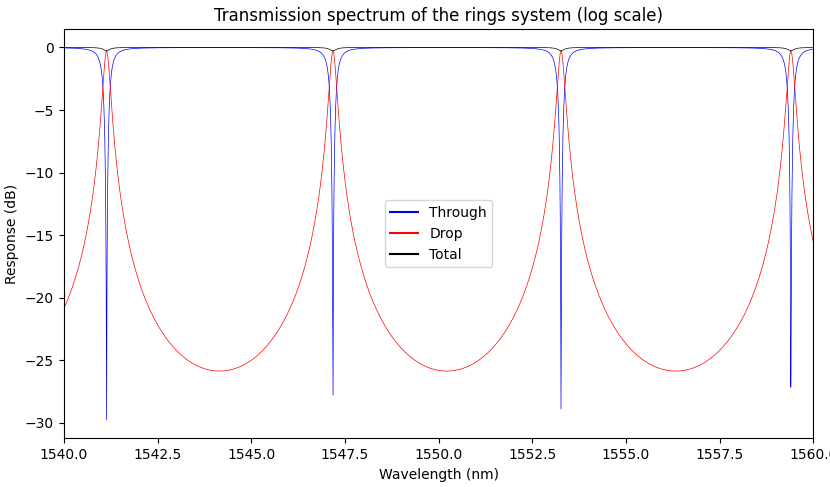 Transmission spectrum of the rings system (log scale)
0
−5
−10
−15
−20
−25
−30
Response (dB)
Through
Drop
Total
1540.0 1542.5 1545.0 1547.5 1550.0 1552.5 1555.0 1557.5 1560.
Wavelength (nm)